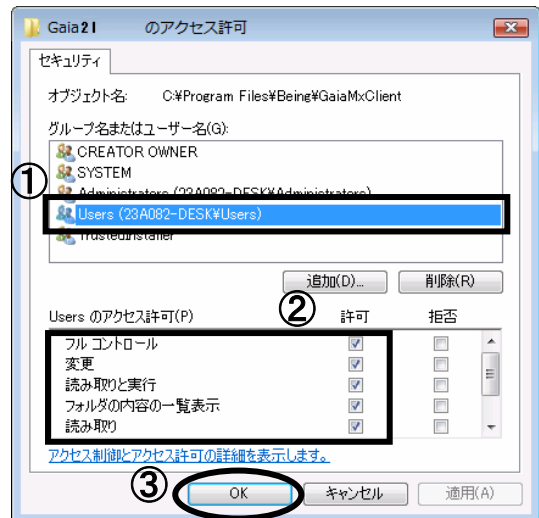 Gaia21 のアクセス許可
セキュリティ
オブジェクト名: C:¥Program Files¥Being¥GaiaMxClient
グループ名またはユーザー名(G):
CREATOR OWNER
SYSTEM
①
Administrators (23A082-DESK¥Administrators)
Users (23A082-DESK¥Users)
TrustedInstaller
追加(D)... 削除(R)
②
Users のアクセス許可(P) 許可 拒否
フル コントロール
変更
読み取りと実行
フォルダの内容の一覧表示
読み取り
アクセス制御とアクセス許可の詳細を表示します。
③
OK キャンセル 適用(A)